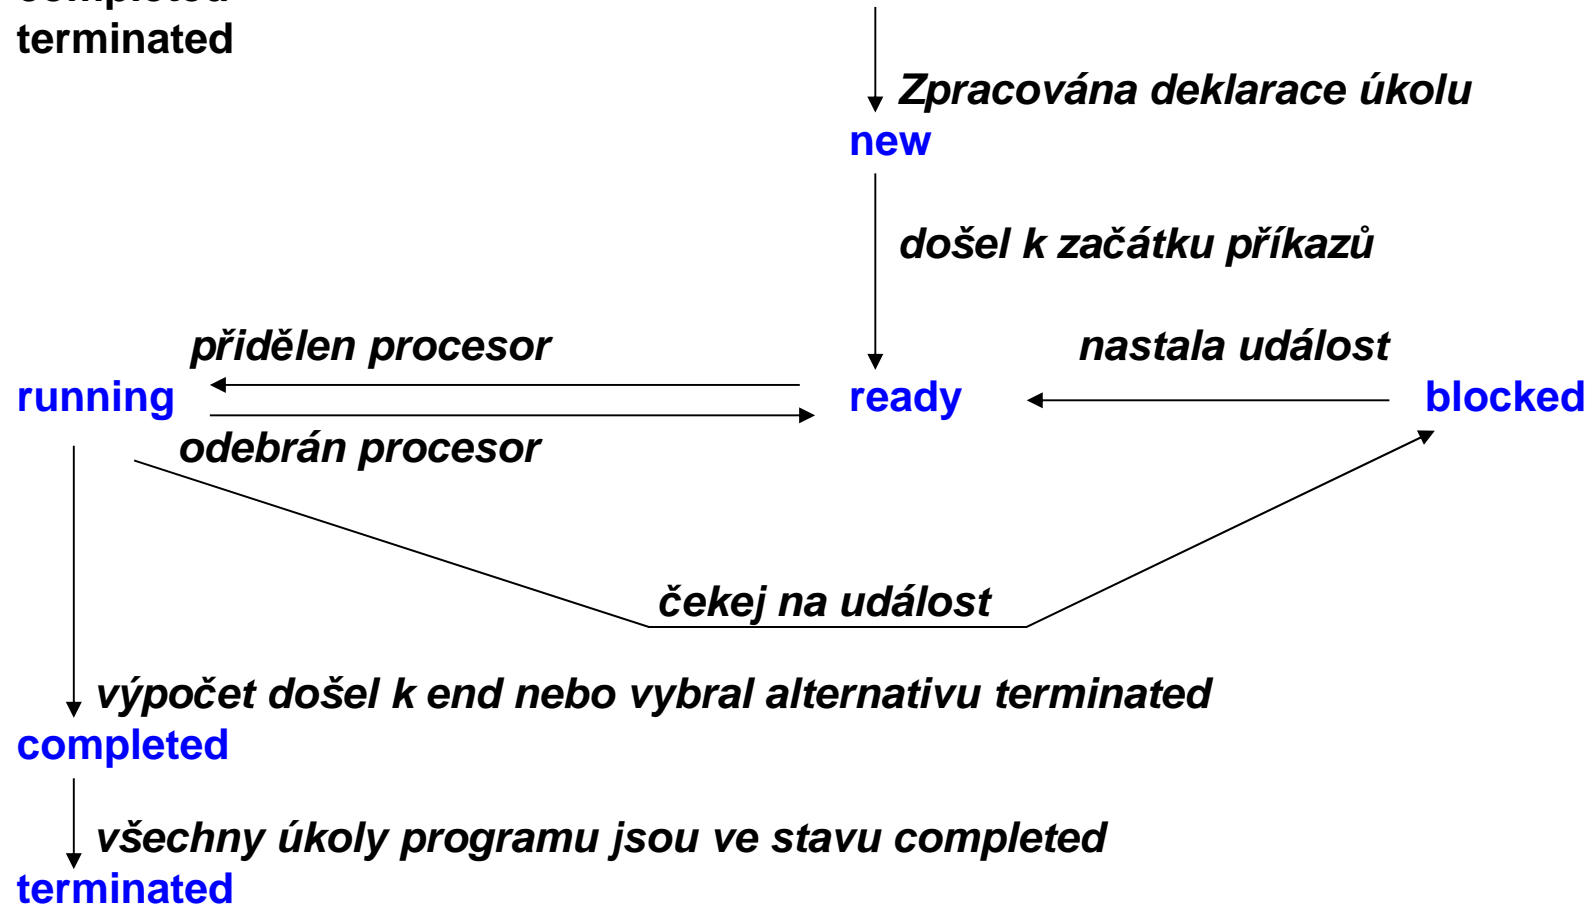 completed
terminated
Zpracována deklarace úkolu
new
došel k začátku příkazů
přidělen procesor
nastala událost
running
ready
blocked
odebrán procesor
čekej na událost
výpočet došel k end nebo vybral alternativu terminated
completed
všechny úkoly programu jsou ve stavu completed
terminated